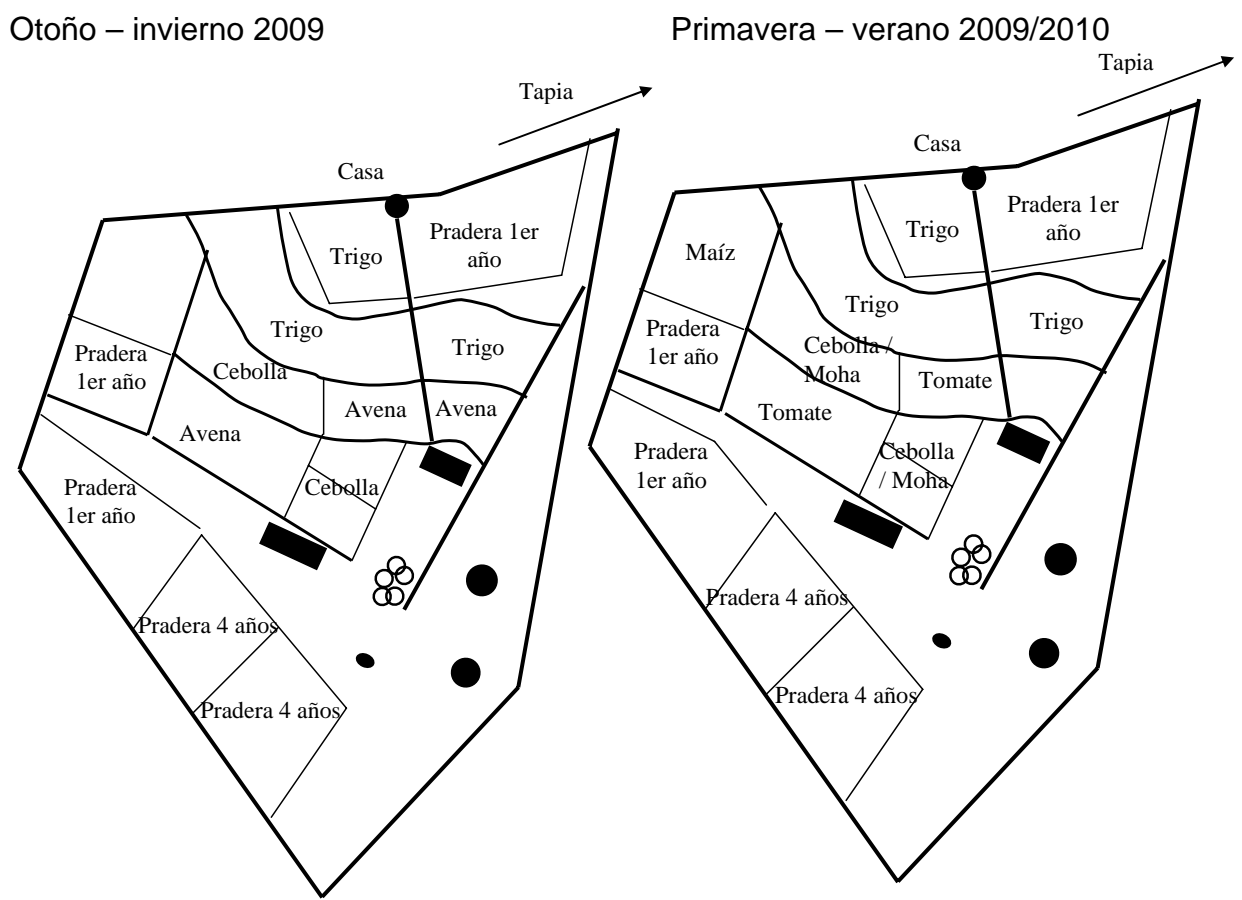 Otoño – invierno 2009
Tapia
Casa
Pradera 1er
año
Trigo
Trigo
Trigo
Pradera
1er año
Cebolla
Avena
Avena
Avena
Cebolla
Pradera
1er año
Pradera 4 años
Pradera 4 años
Primavera – verano 2009/2010
Tapia
Casa
Pradera 1er
año
Trigo
Maíz
Trigo
Trigo
Pradera
1er año
Cebolla /
Moha
Tomate
Tomate
Cebolla
/ Moha
Pradera
1er año
Pradera 4 años
Pradera 4 años